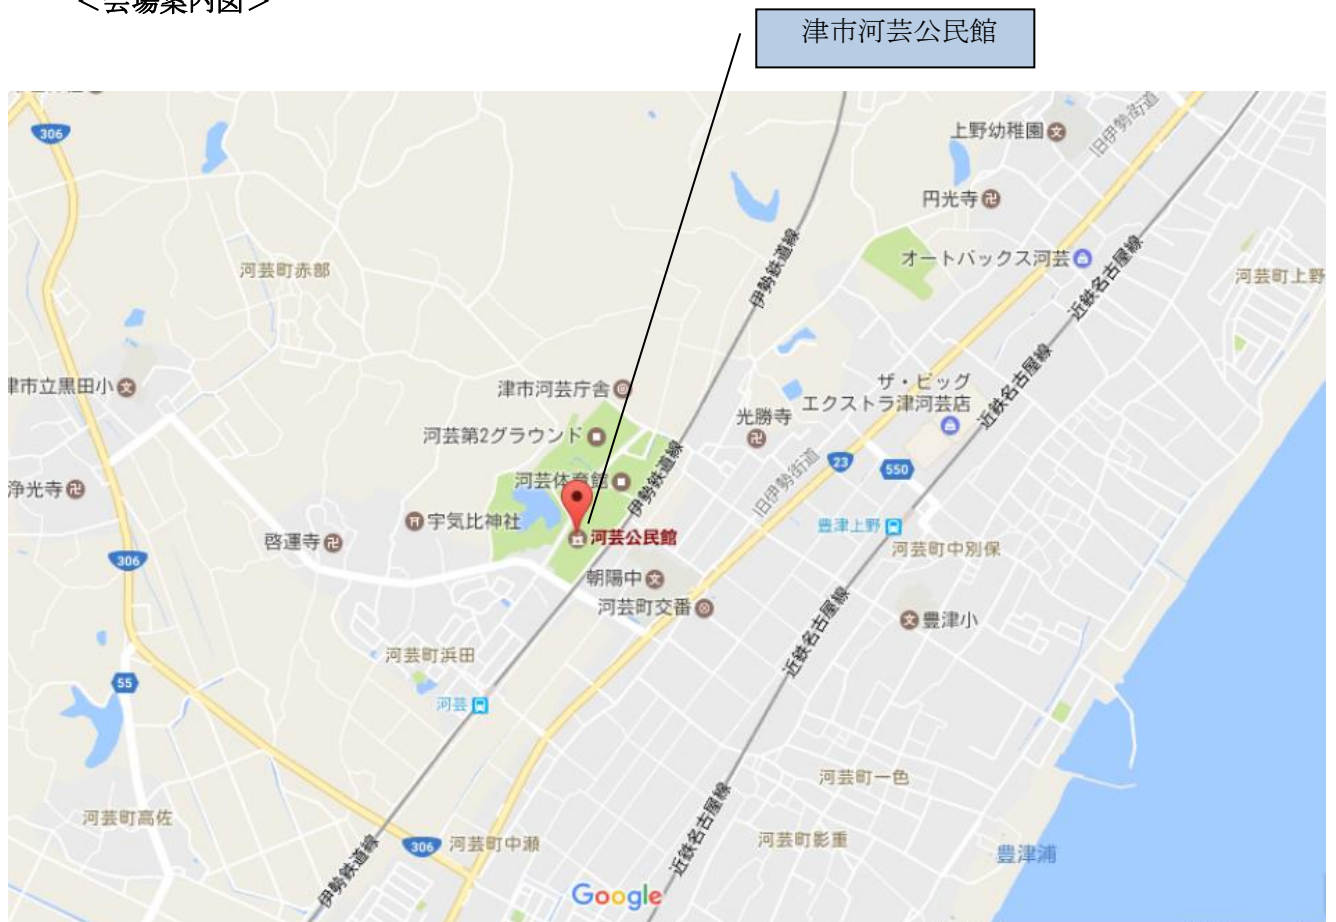 <会場案内図>
津市河芸公民館
306
上野幼稚園
旧伊勢街道
円光寺
伊勢鉄道線
オートバックス河芸
近鉄名古屋線
河芸町上野
河芸町赤部
津市立黒田小
津市河芸庁舎
ザ・ビッグ
エクストラ津河芸店
近鉄名古屋線
光勝寺
河芸第2グラウンド
伊勢鉄道線
旧伊勢街道
23
550
浄光寺
河芸体育館
宇気比神社
河芸公民館
豊津上野
河芸町中別保
啓運寺
306
朝陽中
河芸町交番
近鉄名古屋線
豊津小
河芸町浜田
55
河芸
河芸町一色
河芸町高佐
306
河芸町中瀬
近鉄名古屋線
河芸町影重
豊津浦
伊勢鉄道線
Google